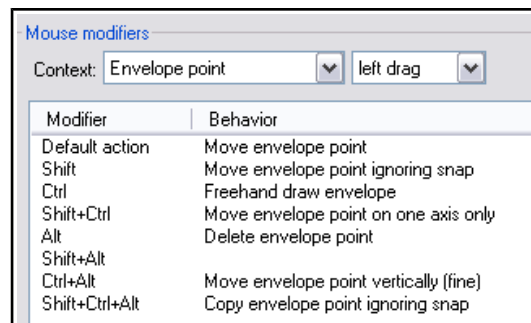 Mouse modifiers
Context: Envelope point left drag
Modifier Behavior
Default action Move envelope point
Shift Move envelope point ignoring snap
Ctrl Freehand draw envelope
Shift+Ctrl Move envelope point on one axis only
Alt Delete envelope point
Shift+Alt
Ctrl+Alt Move envelope point vertically (fine)
Shift+Ctrl+Alt Copy envelope point ignoring snap